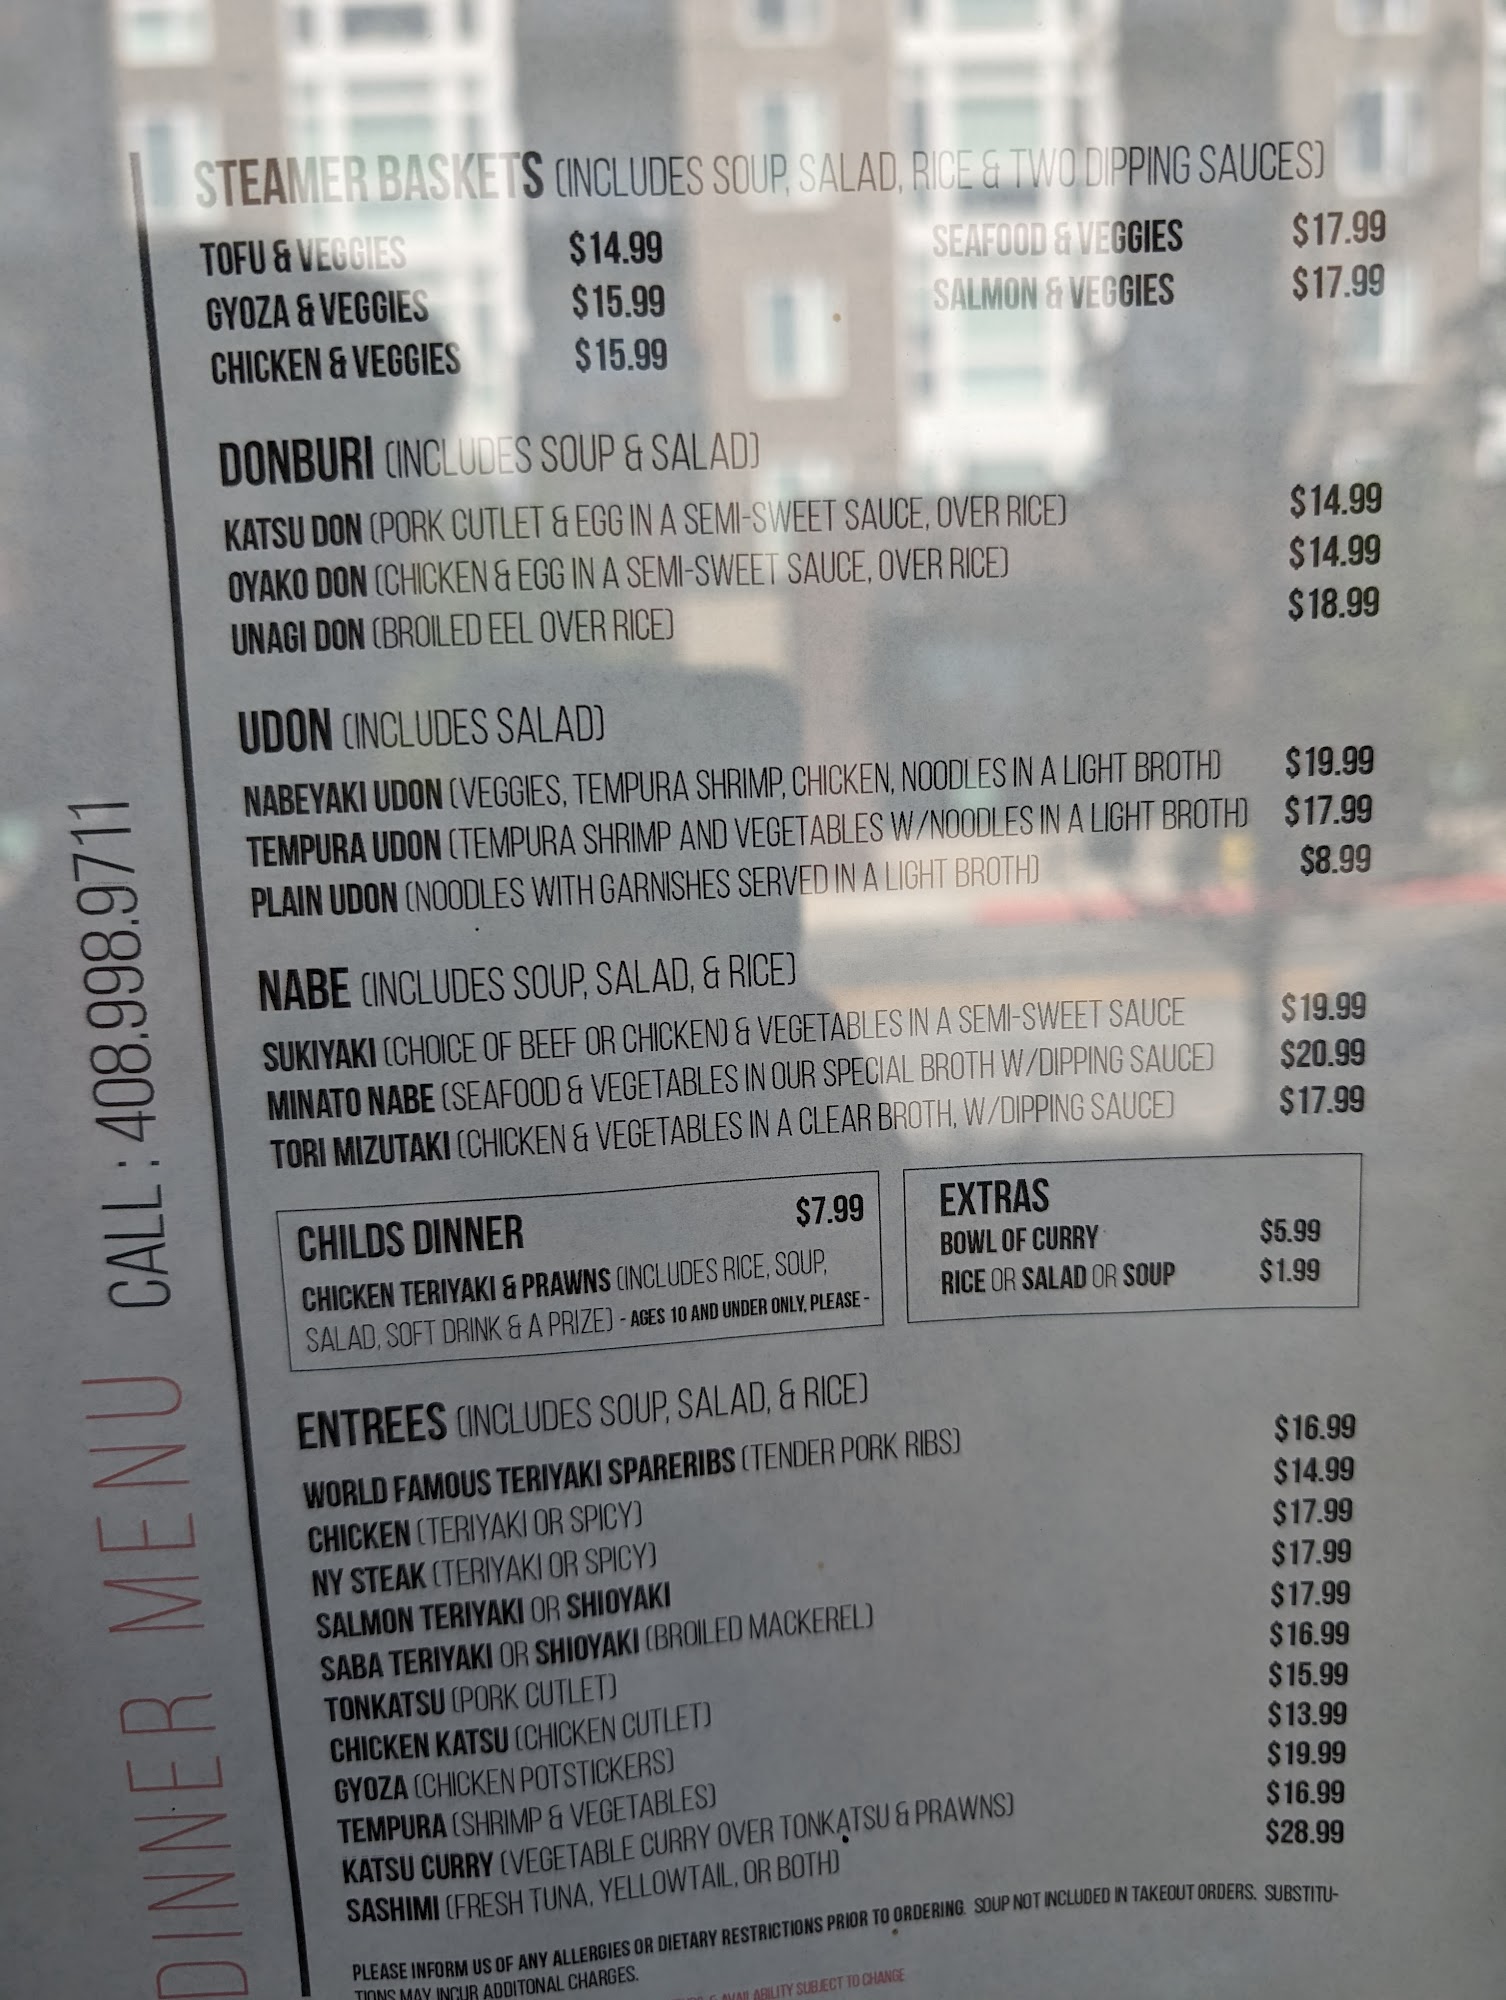 STEAMER BASKETS (INCLUDES SOUP, SALAD, RICE & TWO DIPPING SAUCES)
TOFU & VEGGIES $14.99 SEAFOOD & VEGGIES $17.99
GYOZA & VEGGIES $15.99 SALMON & VEGGIES $17.99
CHICKEN & VEGGIES $15.99
DONBURI (INCLUDES SOUP & SALAD)
KATSU DON (PORK CUTLET & EGG IN A SEMI-SWEET SAUCE, OVER RICE) $14.99
OYAKO DON (CHICKEN & EGG IN A SEMI-SWEET SAUCE, OVER RICE) $14.99
UNAGI DON (BROILED EEL OVER RICE) $18.99
UDON (INCLUDES SALAD)
NABEYAKI UDON (VEGGIES, TEMPURA SHRIMP, CHICKEN, NOODLES IN A LIGHT BROTH) $19.99
TEMPURA UDON (TEMPURA SHRIMP AND VEGETABLES W/NOODLES IN A LIGHT BROTH) $17.99
PLAIN UDON (NOODLES WITH GARNISHES SERVED IN A LIGHT BROTH) $8.99
NABE (INCLUDES SOUP, SALAD, & RICE)
SUKIYAKI (CHOICE OF BEEF OR CHICKEN) & VEGETABLES IN A SEMI-SWEET SAUCE $19.99
MINATO NABE (SEAFOOD & VEGETABLES IN OUR SPECIAL BROTH W/DIPPING SAUCE) $20.99
TORI MIZUTAKI (CHICKEN & VEGETABLES IN A CLEAR BROTH, W/DIPPING SAUCE) $17.99
CHILDS DINNER $7.99
CHICKEN TERIYAKI & PRAWNS (INCLUDES RICE, SOUP,
SALAD, SOFT DRINK & A PRIZE) - AGES 10 AND UNDER ONLY, PLEASE -
EXTRAS
BOWL OF CURRY $5.99
RICE OR SALAD OR SOUP $1.99
ENTREES (INCLUDES SOUP, SALAD, & RICE)
WORLD FAMOUS TERIYAKI SPARERIBS (TENDER PORK RIBS) $16.99
CHICKEN (TERIYAKI OR SPICY) $14.99
NY STEAK (TERIYAKI OR SPICY) $17.99
SALMON TERIYAKI OR SHIOYAKI $17.99
SABA TERIYAKI OR SHIOYAKI (BROILED MACKEREL) $17.99
TONKATSU (PORK CUTLET) $16.99
CHICKEN KATSU (CHICKEN CUTLET) $15.99
GYOZA (CHICKEN POTSTICKERS) $13.99
TEMPURA (SHRIMP & VEGETABLES) $19.99
KATSU CURRY (VEGETABLE CURRY OVER TONKATSU & PRAWNS) $16.99
SASHIMI (FRESH TUNA, YELLOWTAIL, OR BOTH) $28.99
PLEASE INFORM US OF ANY ALLERGIES OR DIETARY RESTRICTIONS PRIOR TO ORDERING. SOUP NOT INCLUDED IN TAKEOUT ORDERS. SUBSTITU-
TIONS MAY INCUR ADDITONAL CHARGES.
& AVAILABILITY SUBJECT TO CHANGE
DINNER MENU CALL : 408.998.9711